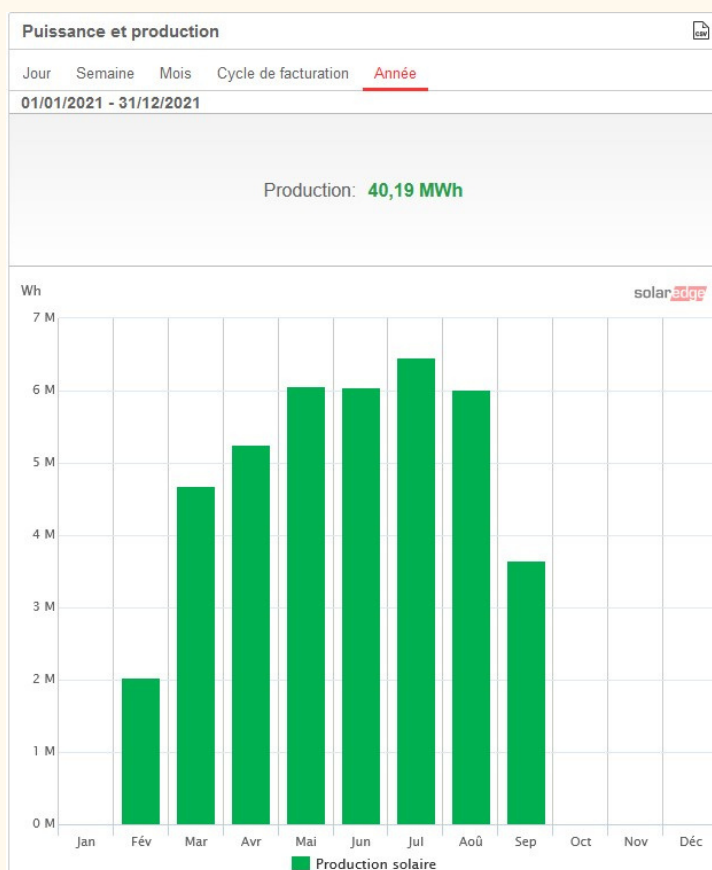 Puissance et production
CSV
Jour Semaine Mois Cycle de facturation Année
01/01/2021 - 31/12/2021
Production: 40,19 MWh
Wh
solaredge
7 M
6 M
5 M
4 M
3 M
2 M
1 M
0 M
Jan Fév Mar Avr Mai Jun Jul Aoû Sep Oct Nov Déc
Production solaire